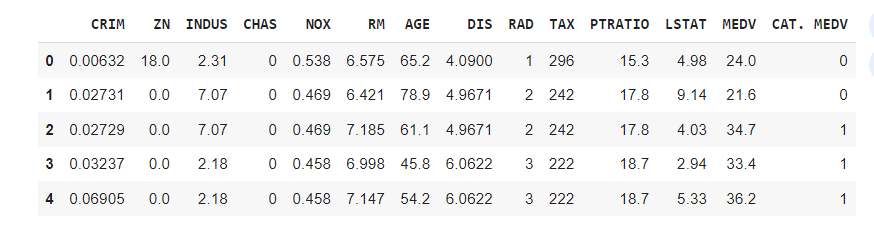 CRIM ZN INDUS CHAS NOX RM AGE DIS RAD TAX PTRATIO LSTAT MEDV CAT. MEDV
0 0.00632 18.0 2.31 0 0.538 6.575 65.2 4.0900 1 296 15.3 4.98 24.0 0
1 0.02731 0.0 7.07 0 0.469 6.421 78.9 4.9671 2 242 17.8 9.14 21.6 0
2 0.02729 0.0 7.07 0 0.469 7.185 61.1 4.9671 2 242 17.8 4.03 34.7 1
3 0.03237 0.0 2.18 0 0.458 6.998 45.8 6.0622 3 222 18.7 2.94 33.4 1
4 0.06905 0.0 2.18 0 0.458 7.147 54.2 6.0622 3 222 18.7 5.33 36.2 1